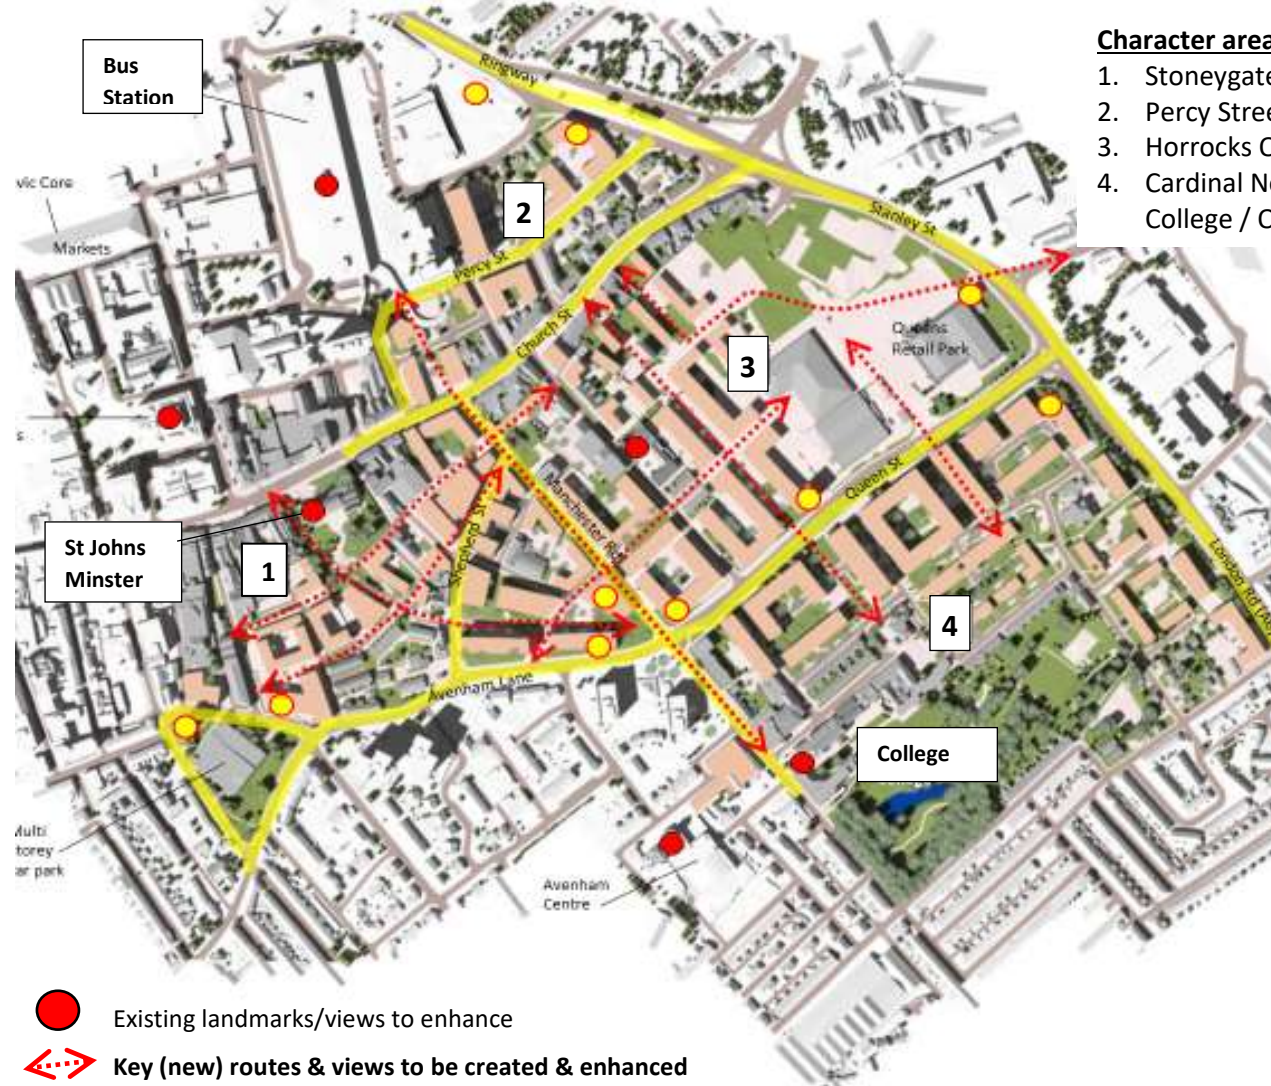 Character area
1. Stoneygate
2. Percy Stree
3. Horrocks
4. Cardinal
College /
Bus
Station
Ringway
vic Core
Markets
2
Percy St
Stanley St
Church St
Queens
Retail Park
3
Manchester Rd
Queen St
St Johns
Minster
1
London Rd
4
Avenham Lane
College
Multi
torey
ar park
Avenham
Centre
Existing landmarks/views to enhance
Key (new) routes & views to be created & enhanced